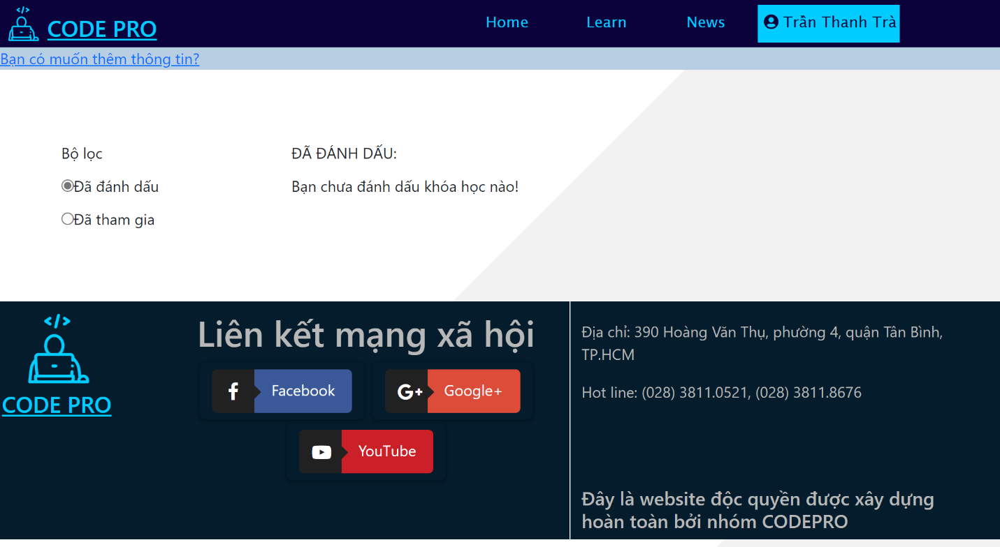 CODE PRO
Home
Learn
News
Trần Thanh Trà
Bạn có muốn thêm thông tin?
Bộ lọc
Đã đánh dấu
Đã tham gia
ĐÃ ĐÁNH DẤU:
Bạn chưa đánh dấu khóa học nào!
CODE PRO
Liên kết mạng xã hội
Facebook
Google+
YouTube
Địa chỉ: 390 Hoàng Văn Thụ, phường 4, quận Tân Bình,
TP.HCM
Hot line: (028) 3811.0521, (028) 3811.8676
Đây là website độc quyền được xây dựng
hoàn toàn bởi nhóm CODEPRO